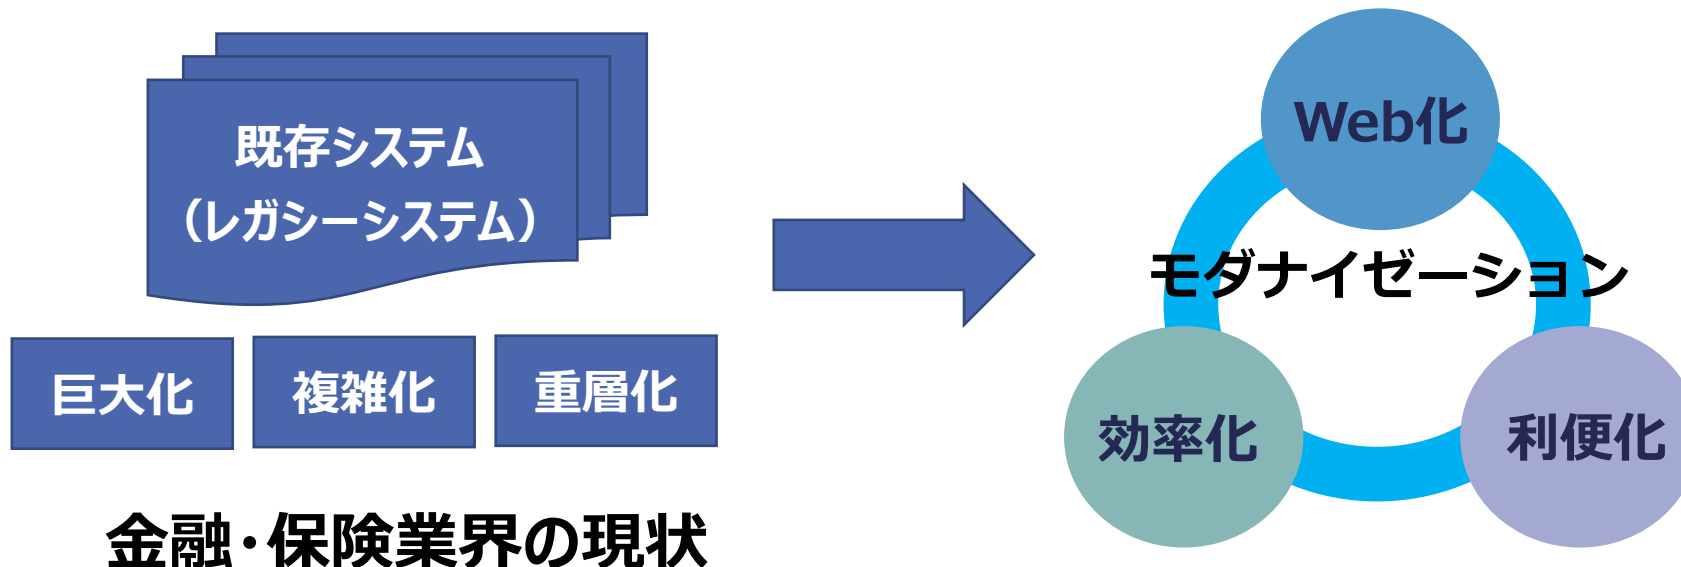 既存システム
（レガシーシステム）
巨大化
複雑化
重層化
金融・保険業界の現状
Web化
モダナイゼーション
効率化
利便化